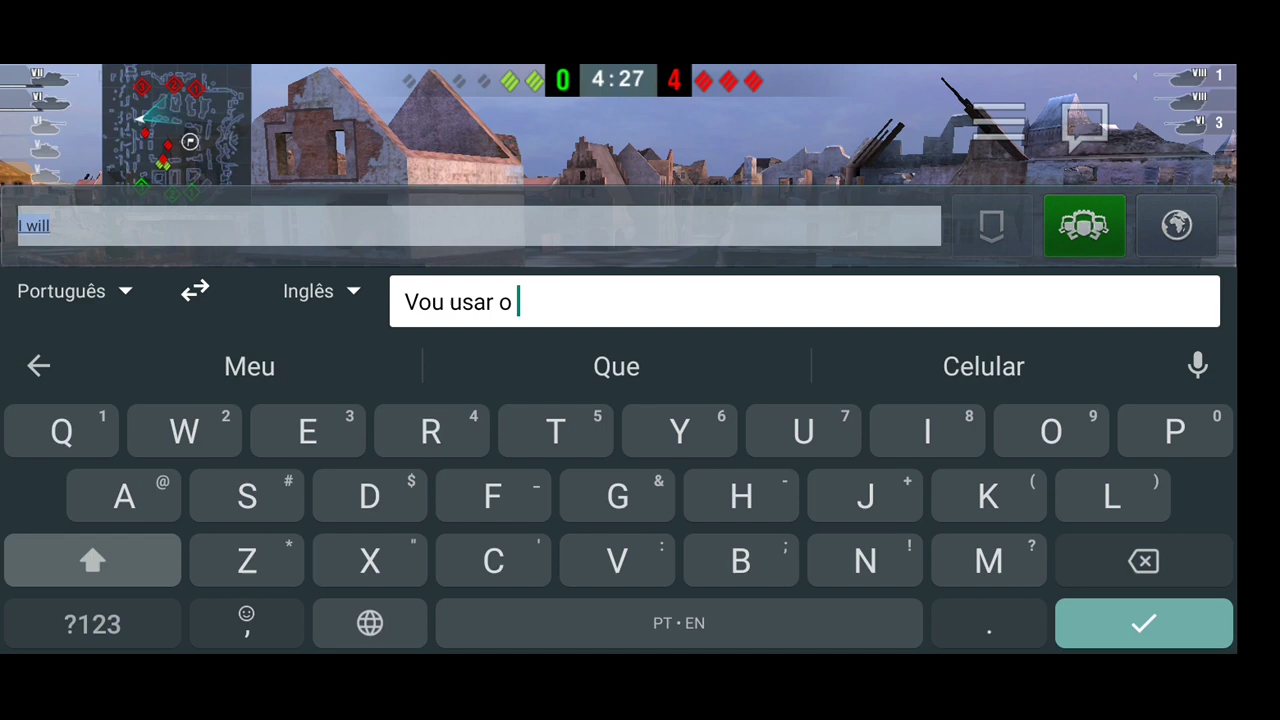 VII
VI
VI
V
V
0 4:27 4
VIII 1
VIII
VI 3
I will
Português
Inglês
Vou usar o
Meu
Que
Celular
Q 1 W 2 E 3 R 4 T 5 Y 6 U 7 I 8 O 9 P 0
A @ S # D $ F _ G & H - J + K ( L )
Z * X " C ' V : B ; N ! M ?
?123 , PT • EN .